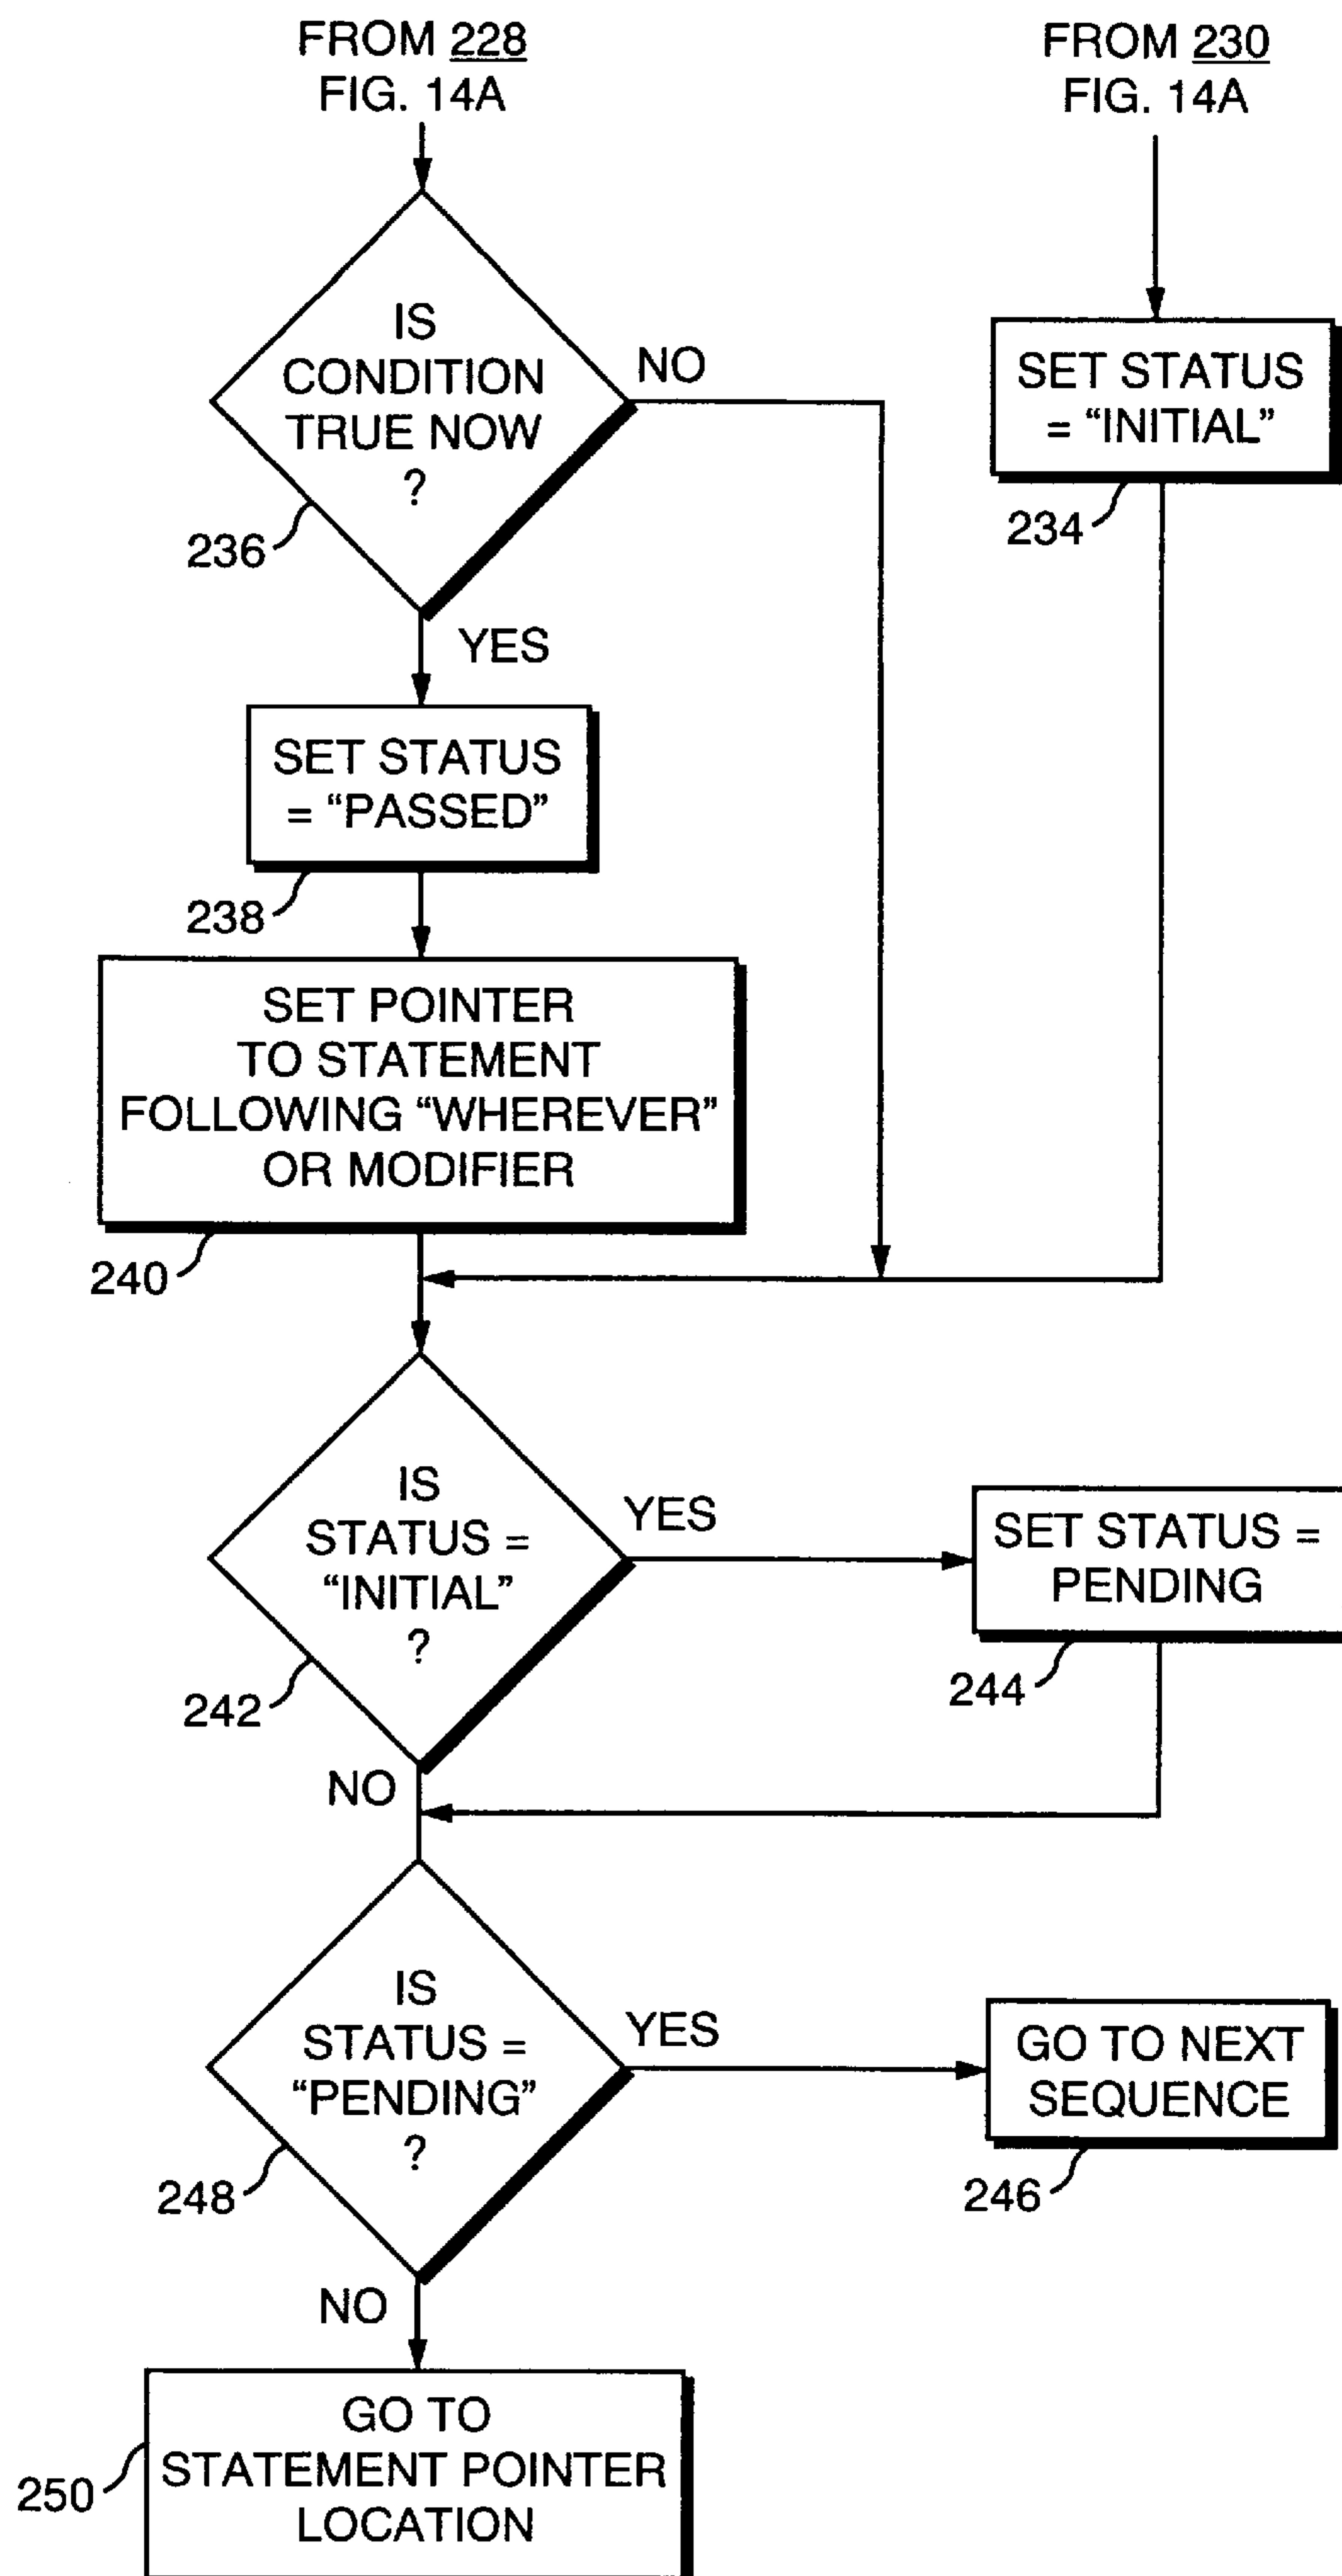 FROM 228
FIG. 14A
FROM 230
FIG. 14A
IS
CONDITION
TRUE NOW
?
NO
236
YES
SET STATUS
= “INITIAL”
234
SET STATUS
= “PASSED”
238
SET POINTER
TO STATEMENT
FOLLOWING “WHEREVER”
OR MODIFIER
240
IS
STATUS =
“INITIAL”
?
YES
242
NO
SET STATUS =
PENDING
244
IS
STATUS =
“PENDING”
?
YES
248
NO
GO TO NEXT
SEQUENCE
246
GO TO
STATEMENT POINTER
LOCATION
250